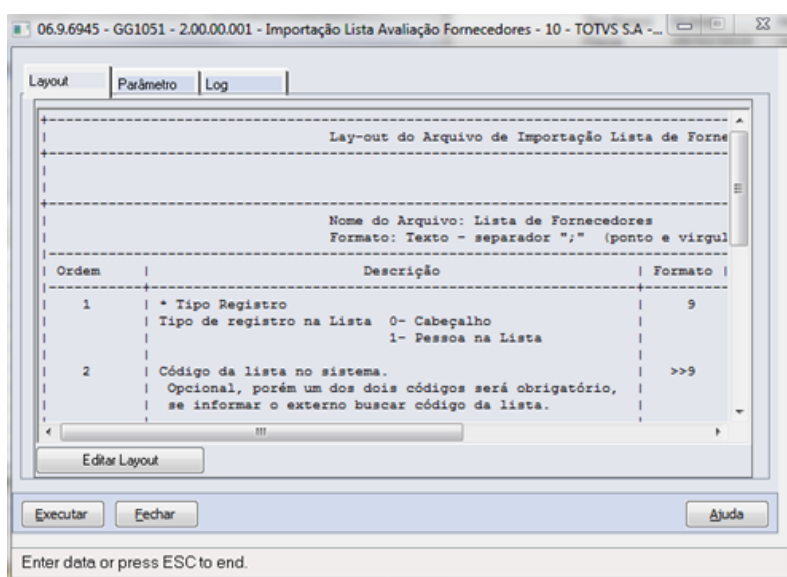 06.9.6945 - GG1051 - 2.00.00.001 - Importação Lista Avaliação Fornecedores - 10 - TOTVS S.A -...
Layout Parâmetro Log
Lay-out do Arquivo de Importação Lista de Forne
Nome do Arquivo: Lista de Fornecedores
Formato: Texto - separador ";" (ponto e virgul
| Ordem | Descrição | Formato |
| 1 | * Tipo Registro | 9
| | Tipo de registro na Lista 0- Cabeçalho |
| | 1- Pessoa na Lista |
| 2 | Código da lista no sistema. | >>9
| | Opcional, porém um dos dois códigos será obrigatório, |
| | se informar o externo buscar código da lista. |
Editar Layout
Executar Fechar Ajuda
Enter data or press ESC to end.